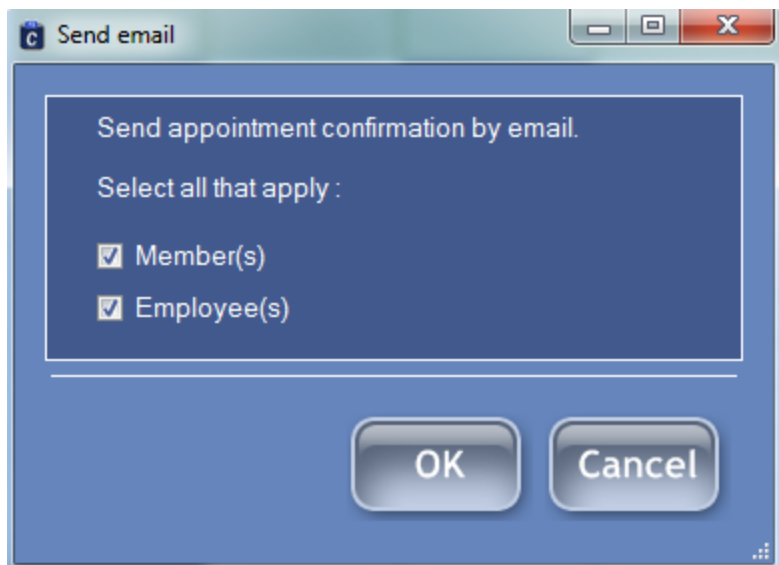 Send email
Send appointment confirmation by email.
Select all that apply :
Member(s)
Employee(s)
OK
Cancel